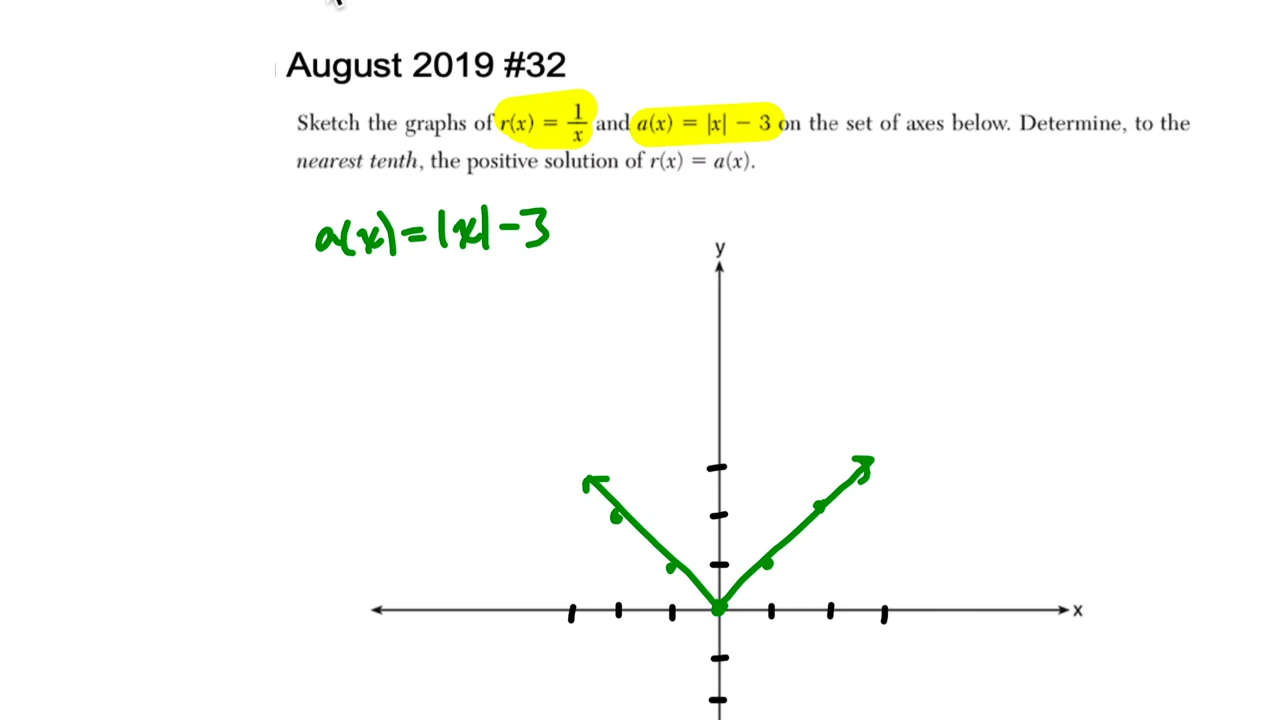 August 2019 #32
Sketch the graphs of r(x) = 1/x and a(x) = |x| − 3 on the set of axes below. Determine, to the
nearest tenth, the positive solution of r(x) = a(x).
a(x) = |x| - 3
y
x